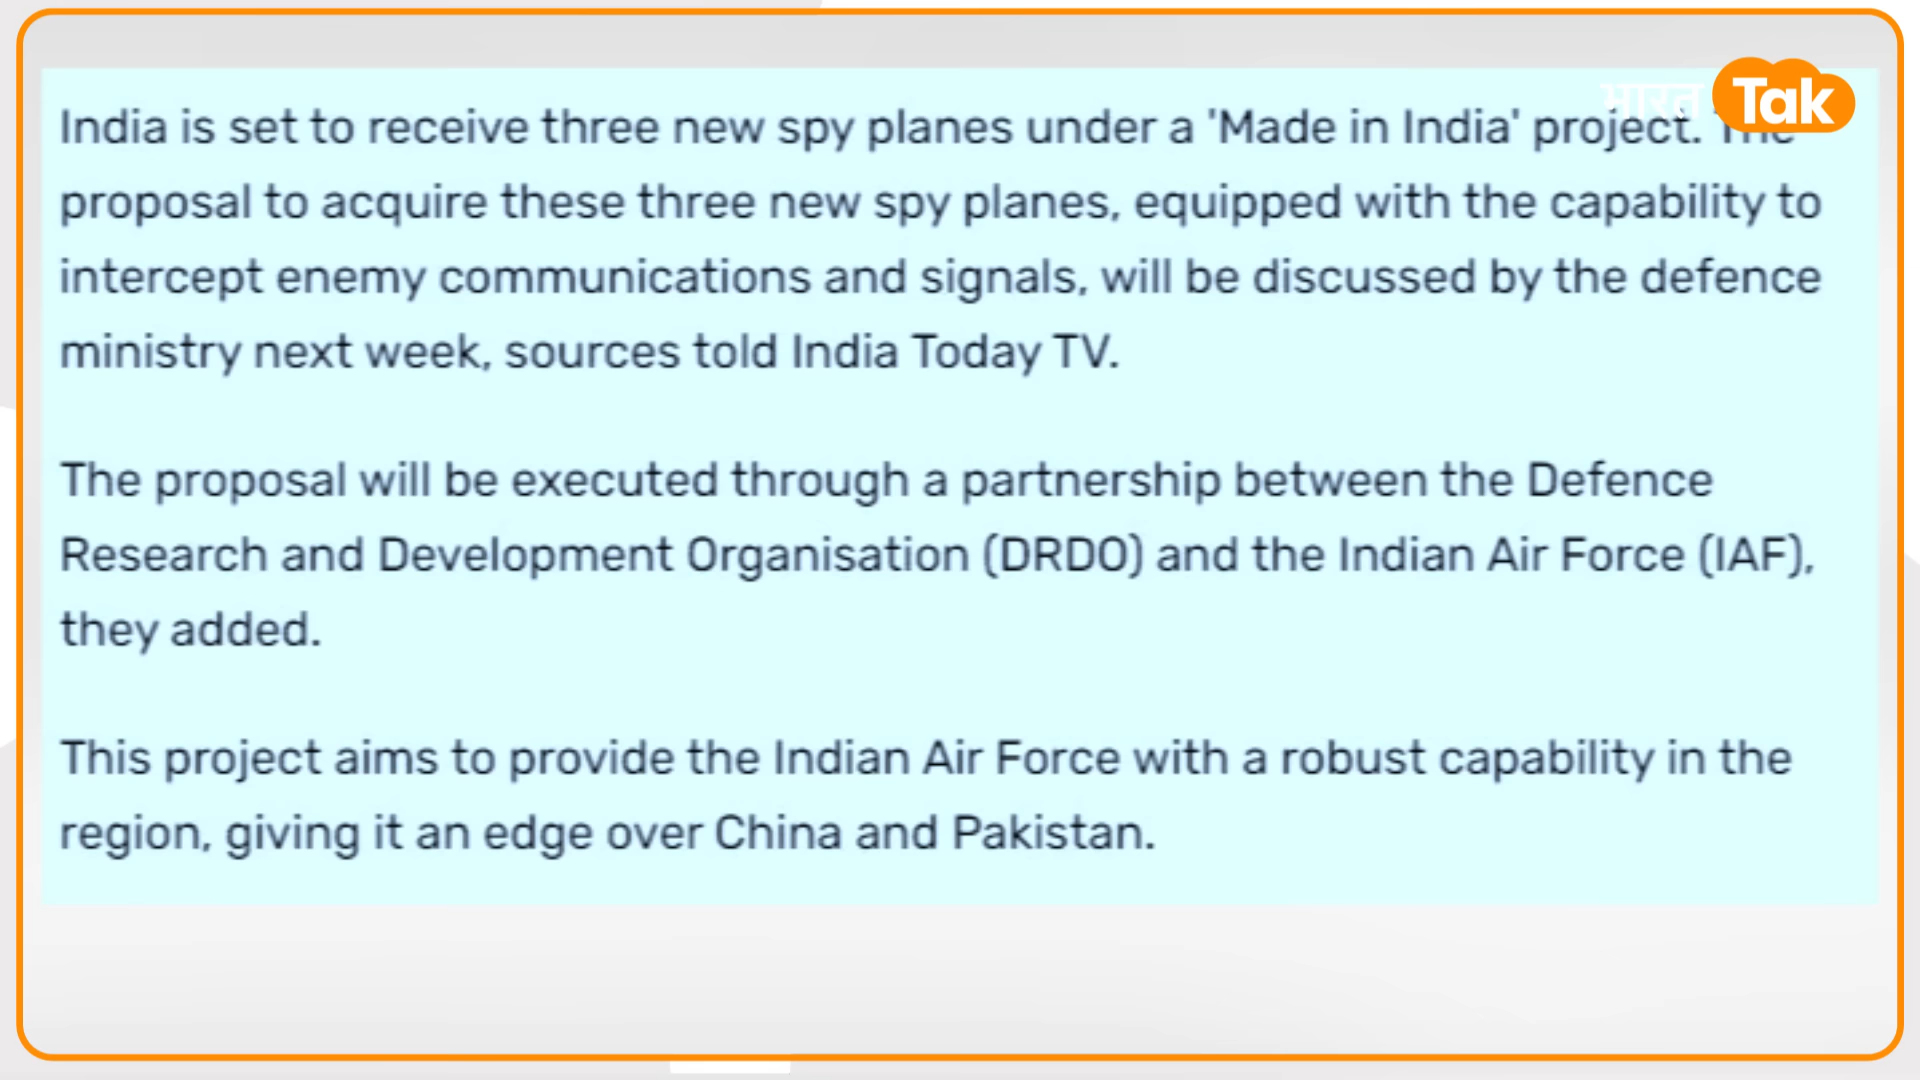 भारत Tak
India is set to receive three new spy planes under a 'Made in India' project. The
proposal to acquire these three new spy planes, equipped with the capability to
intercept enemy communications and signals, will be discussed by the defence
ministry next week, sources told India Today TV.
The proposal will be executed through a partnership between the Defence
Research and Development Organisation (DRDO) and the Indian Air Force (IAF),
they added.
This project aims to provide the Indian Air Force with a robust capability in the
region, giving it an edge over China and Pakistan.